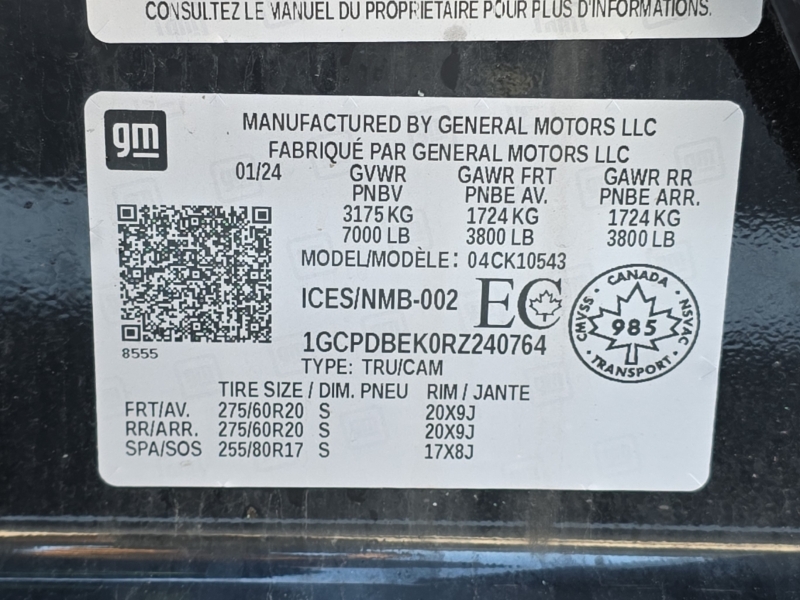 CONSULTEZ LE MANUEL DU PROPRIÉTAIRE POUR PLUS D'INFORMATIONS.
gm
MANUFACTURED BY GENERAL MOTORS LLC
FABRIQUÉ PAR GENERAL MOTORS LLC
01/24 GVWR GAWR FRT GAWR RR
PNBV PNBE AV. PNBE ARR.
3175 KG 1724 KG 1724 KG
7000 LB 3800 LB 3800 LB
MODEL/MODÈLE: 04CK10543
ICES/NMB-002 EC
CANADA
CMVSS 985 NSVAC
TRANSPORT
8555
1GCPDBEK0RZ240764
TYPE: TRU/CAM
TIRE SIZE / DIM. PNEU RIM / JANTE
FRT/AV. 275/60R20 S 20X9J
RR/ARR. 275/60R20 S 20X9J
SPA/SOS 255/80R17 S 17X8J